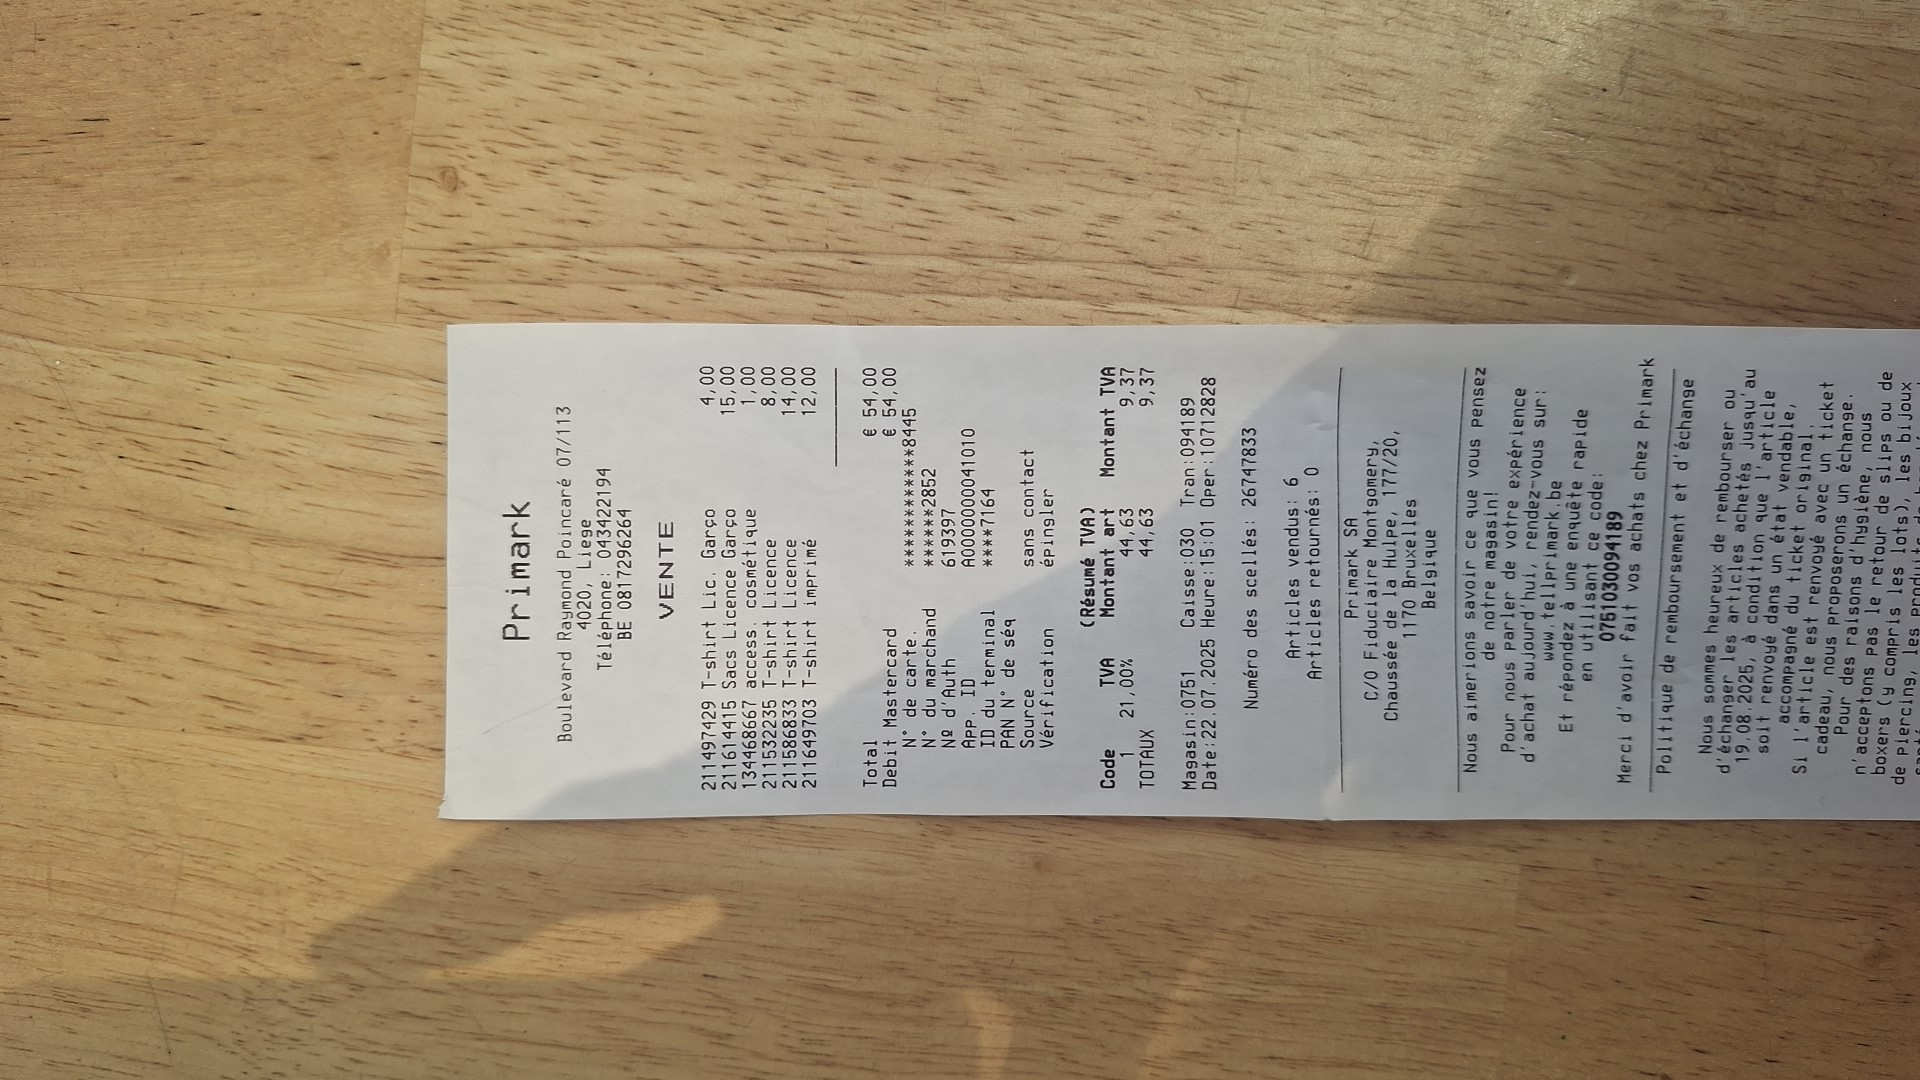 Primark
Boulevard Raymond Poincaré 07/113
4020, Liege
Téléphone: 043422194
BE 0817296264
VENTE
211497429 T-shirt Lic. Garço 4,00
211614415 Sacs Licence Garço 15,00
134468667 access. cosmétique 1,00
211532235 T-shirt Licence 8,00
211586833 T-shirt Licence 14,00
211649703 T-shirt imprimé 12,00
Total € 54,00
Debit Mastercard € 54,00
N° de carte. ************8445
N° du marchand ******2852
Nº d'Auth 619397
App. ID A0000000041010
ID du terminal ****7164
PAN N° de séq
Source sans contact
Vérification épingler
(Résumé TVA)
Code TVA Montant art Montant TVA
1 21,00% 44,63 9,37
TOTAUX 44,63 9,37
Magasin:0751 Caisse:030 Tran:094189
Date:22.07.2025 Heure:15:01 Oper:10712828
Numéro des scellés: 26747833
Articles vendus: 6
Articles retournés: 0
Primark SA
C/O Fiduciaire Montgomery,
Chaussée de la Hulpe, 177/20,
1170 Bruxelles
Belgique
Nous aimerions savoir ce que vous pensez
de notre magasin!
Pour nous parler de votre expérience
d'achat aujourd'hui, rendez-vous sur:
www.tellprimark.be
Et répondez à une enquête rapide
en utilisant ce code:
075103094189
Merci d'avoir fait vos achats chez Primark
Politique de remboursement et d'échange
Nous sommes heureux de rembourser ou
d'échanger les articles achetés jusqu'au
19.08.2025, à condition que l'article
soit renvoyé dans un état vendable,
accompagné du ticket original.
Si l'article est renvoyé avec un ticket
cadeau, nous proposerons un échange.
Pour des raisons d'hygiène, nous
n'acceptons pas le retour de slips ou de
boxers (y compris les lots), les bijoux
de piercings, les produits de